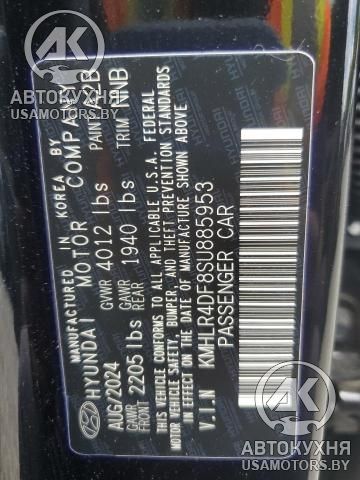 АВТОКУХНЯ
USAMOTORS.BY
MANUFACTURED IN KOREA BY
HYUNDAI MOTOR COMPANY
AUG/2024
GVWR 4012 lbs
GAWR FRONT 2205 lbs
GAWR REAR 1940 lbs
PAINT
TRIM NNB
THIS VEHICLE CONFORMS TO ALL APPLICABLE U.S.A. FEDERAL
MOTOR VEHICLE SAFETY, BUMPER, AND THEFT PREVENTION STANDARDS
IN EFFECT ON THE DATE OF MANUFACTURE SHOWN ABOVE.
V.I.N KMHLR4DF8SU885953
PASSENGER CAR
АВТОКУХНЯ
USAMOTORS.BY